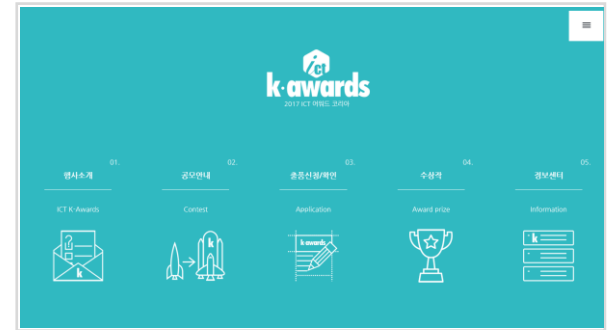 ict
k·awards
2017 ICT 어워드 코리아
01.
행사소개
ICT K-Awards
k
02.
공모안내
Contest
k
03.
출품신청/확인
Application
k·awards
04.
수상작
Award prize
05.
정보센터
Information
k